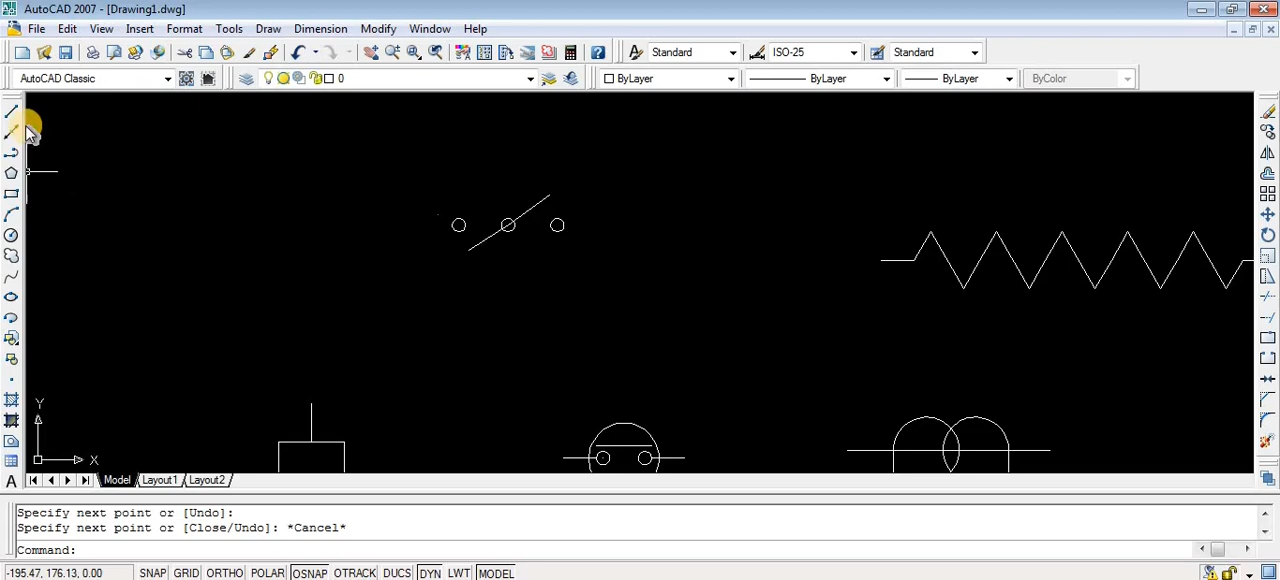 AutoCAD 2007 - [Drawing1.dwg]
File Edit View Insert Format Tools Draw Dimension Modify Window Help
Standard ISO-25 Standard
AutoCAD Classic 0 ByLayer ByLayer ByLayer ByColor
Y
X
A Model Layout1 Layout2
Specify next point or [Undo]:
Specify next point or [Close/Undo]: *Cancel*
Command:
-195.47, 176.13, 0.00 SNAP GRID ORTHO POLAR OSNAP OTRACK DUCS DYN LWT MODEL